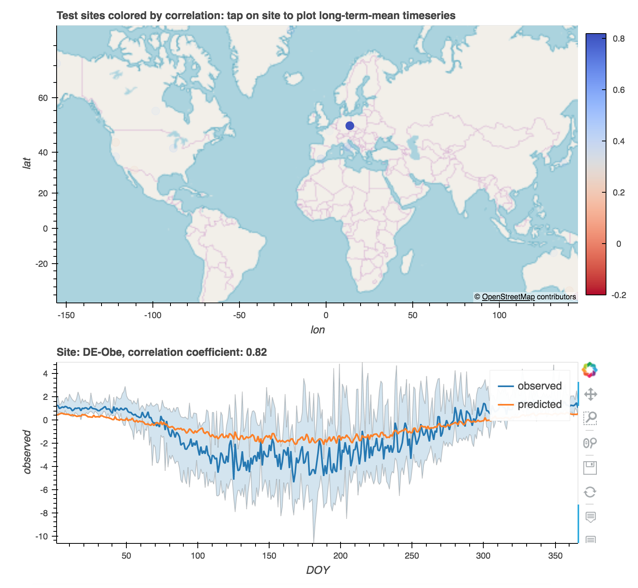 Test sites colored by correlation: tap on site to plot long-term-mean timeseries
0.8
0.6
0.4
0.2
0
-0.2
60
40
20
0
-20
lat
© OpenStreetMap contributors
-150 -100 -50 0 50 100
lon
Site: DE-Obe, correlation coefficient: 0.82
4
2
0
-2
-4
-6
-8
-10
observed
observed
predicted
50 100 150 200 250 300 350
DOY